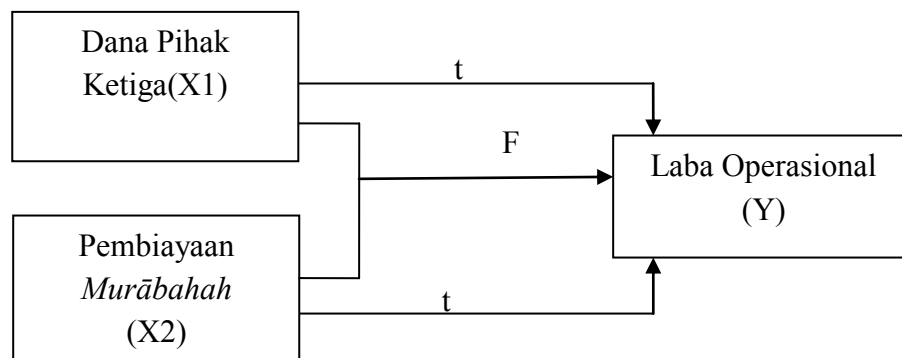 Dana Pihak
Ketiga(X1)
t
F
Laba Operasional
(Y)
Pembiayaan
Murābahah
(X2)
t